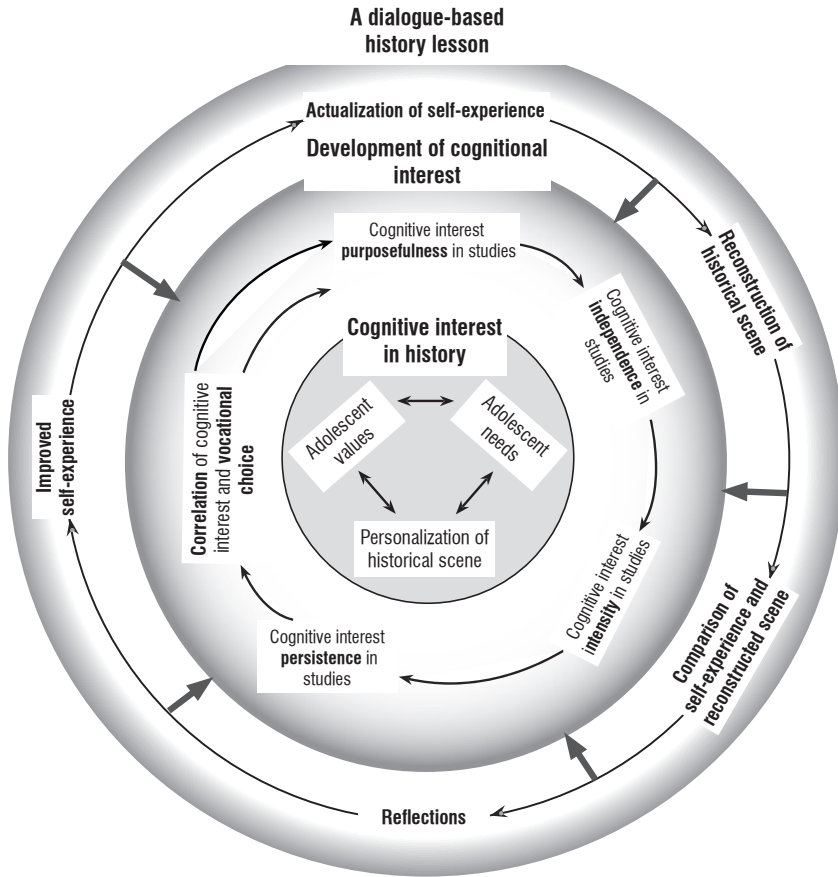 A dialogue-based
history lesson
Actualization of self-experience
Development of cognitional
interest
Cognitive interest
purposefulness in studies
Reconstruction of
historical scene
Cognitive interest
independence in
studies
Cognitive interest
in history
Adolescent
values
Adolescent
needs
Personalization of
historical scene
Correlation of cognitive
interest and vocational
choice
Improved
self-experience
Cognitive interest
intensity in studies
Comparison of
self-experience and
reconstructed scene
Cognitive interest
persistence in
studies
Reflections